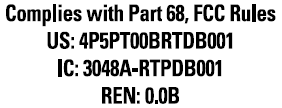 Complies with Part 68, FCC Rules
US: 4P5PT00BRTDB001
IC: 3048A-RTPDB001
REN: 0.0B